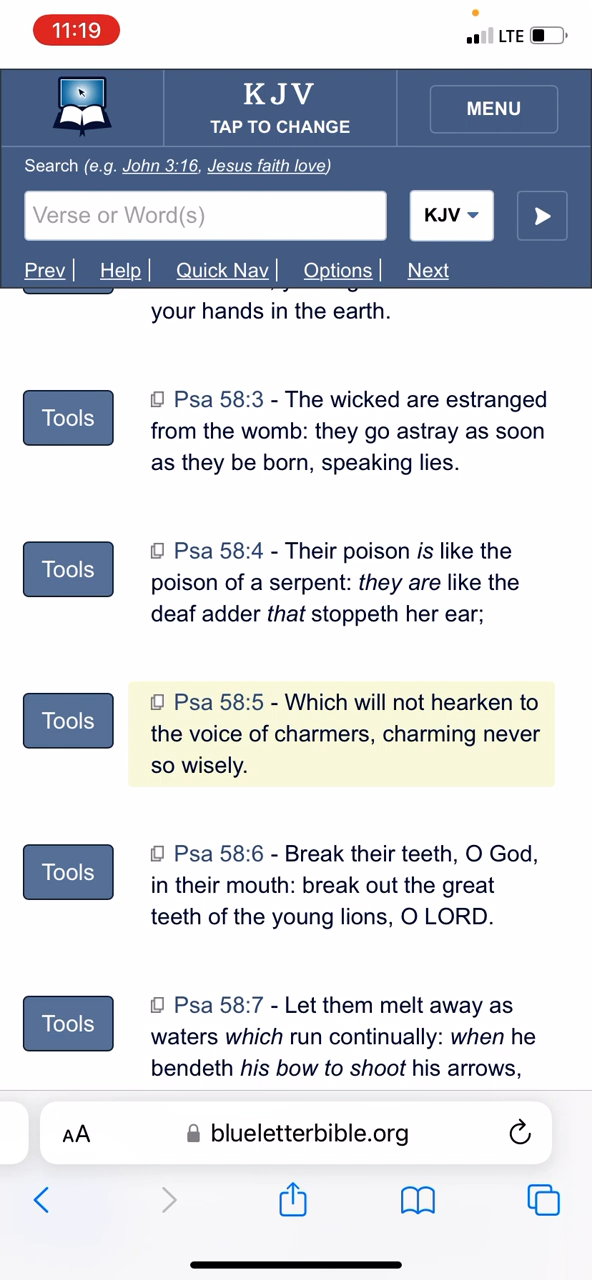 11:19
LTE
KJV
TAP TO CHANGE
MENU
Search (e.g. John 3:16, Jesus faith love)
Verse or Word(s)
KJV
Prev| Help| Quick Nav| Options| Next
your hands in the earth.
Tools
Psa 58:3 - The wicked are estranged
from the womb: they go astray as soon
as they be born, speaking lies.
Tools
Psa 58:4 - Their poison is like the
poison of a serpent: they are like the
deaf adder that stoppeth her ear;
Tools
Psa 58:5 - Which will not hearken to
the voice of charmers, charming never
so wisely.
Tools
Psa 58:6 - Break their teeth, O God,
in their mouth: break out the great
teeth of the young lions, O LORD.
Tools
Psa 58:7 - Let them melt away as
waters which run continually: when he
bendeth his bow to shoot his arrows,
AA
blueletterbible.org